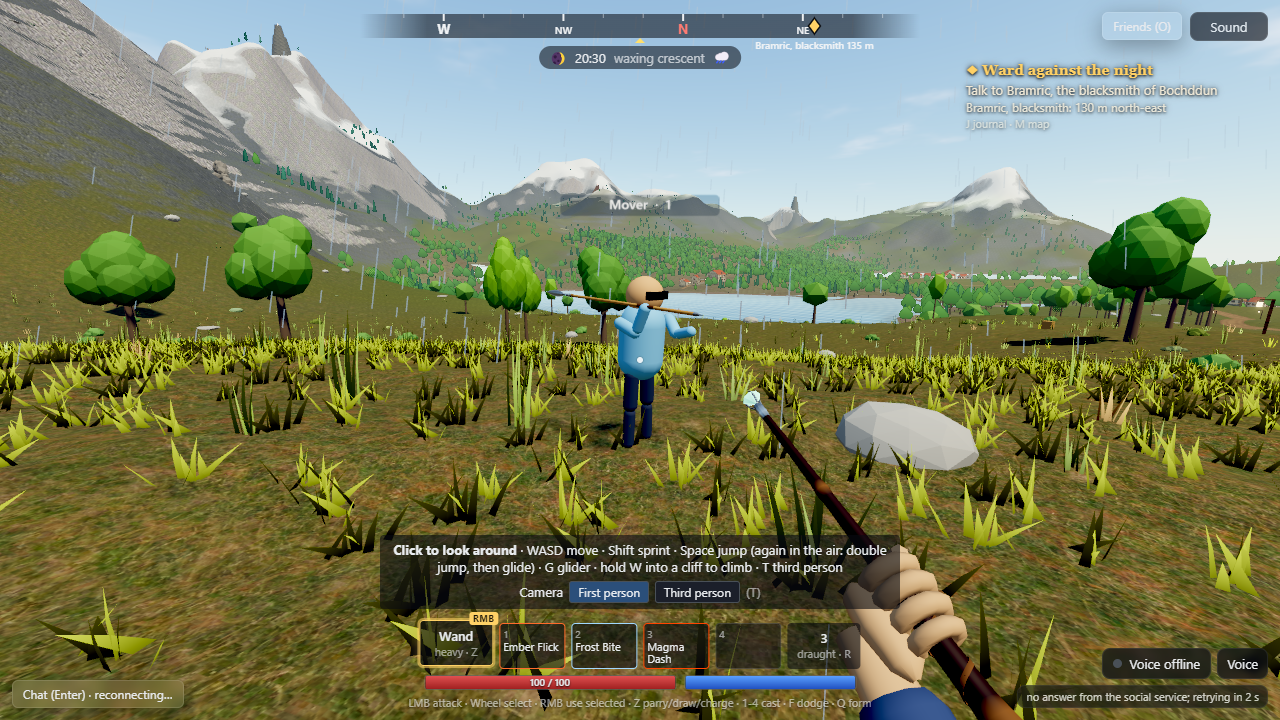 W NW N NE
Bramric, blacksmith 135 m
20:30 waxing crescent
Friends (O) Sound
Ward against the night
Talk to Bramric, the blacksmith of Bochddun
Bramric, blacksmith: 130 m north-east
J journal · M map
Mover · 1
Click to look around · WASD move · Shift sprint · Space jump (again in the air: double
jump, then glide) · G glider · hold W into a cliff to climb · T third person
Camera First person Third person (T)
RMB
Wand
heavy · Z
1
Ember Flick
2
Frost Bite
3
Magma
Dash
4
3
draught · R
100 / 100
LMB attack · Wheel select · RMB use selected · Z parry/draw/charge · 1-4 cast · F dodge · Q form
Chat (Enter) · reconnecting...
Voice offline Voice
no answer from the social service; retrying in 2 s